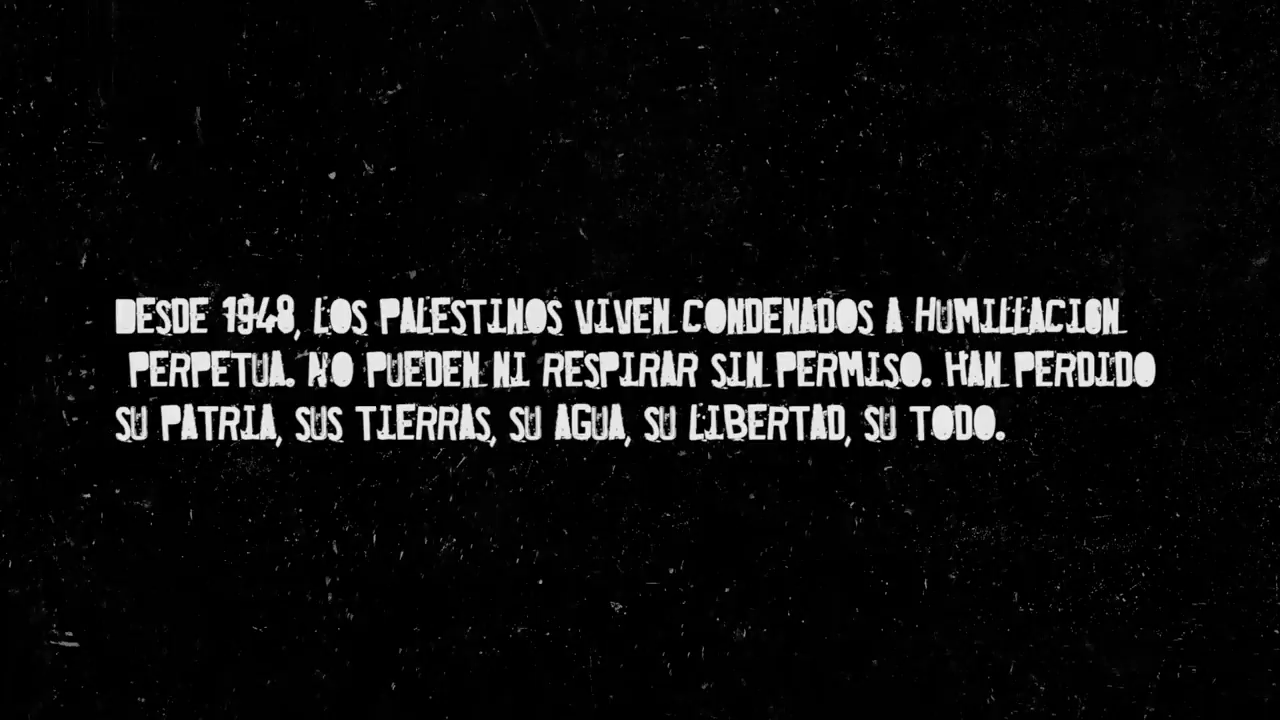 DESDE 1948, LOS PALESTINOS VIVEN CONDENADOS A HUMILLACION
PERPETUA. NO PUEDEN NI RESPIRAR SIN PERMISO. HAN PERDIDO
SU PATRIA, SUS TIERRAS, SU AGUA, SU LIBERTAD, SU TODO.